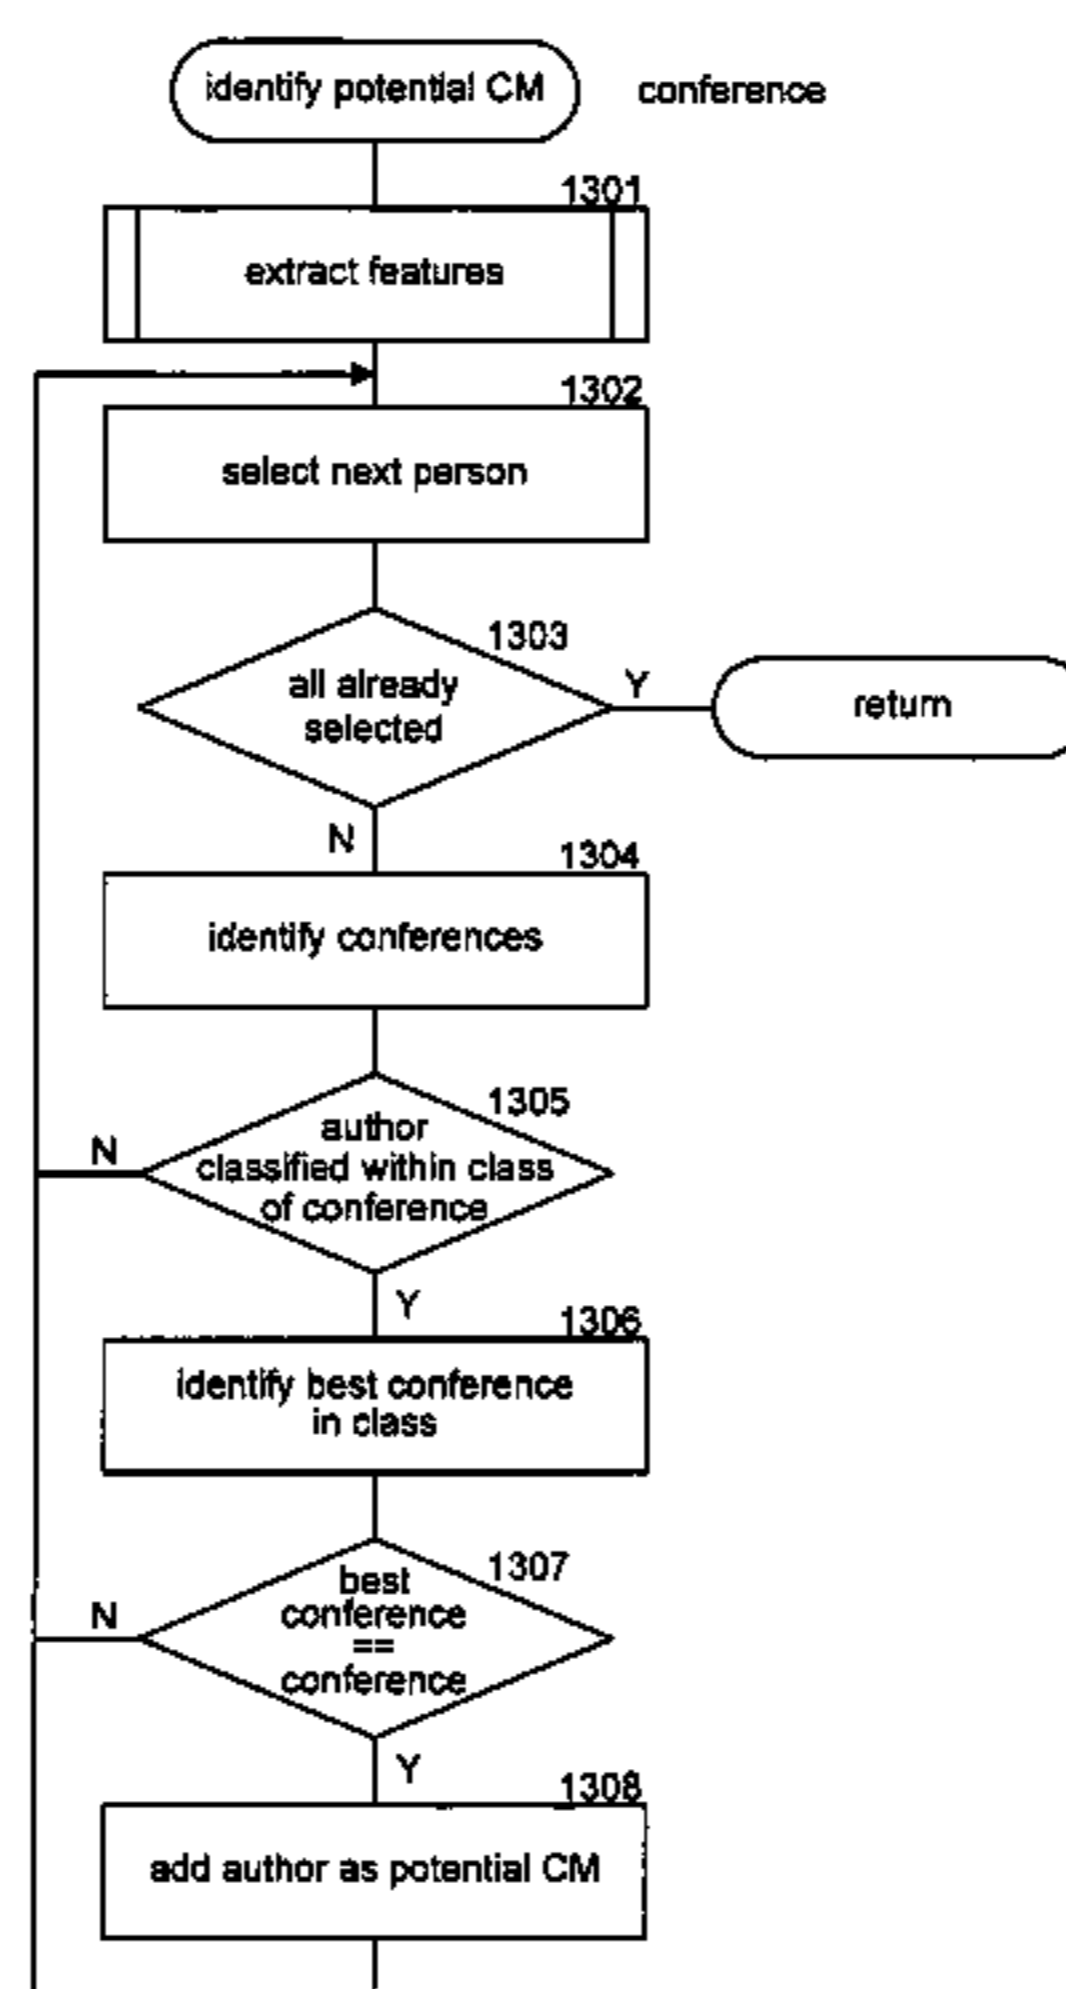 identify potential CM
conference
1301
extract features
1302
select next person
1303
all already
selected
Y
return
N
1304
identify conferences
1305
author
classified within class
of conference
N
Y
1306
identify best conference
in class
1307
best
conference
==
conference
N
Y
1308
add author as potential CM